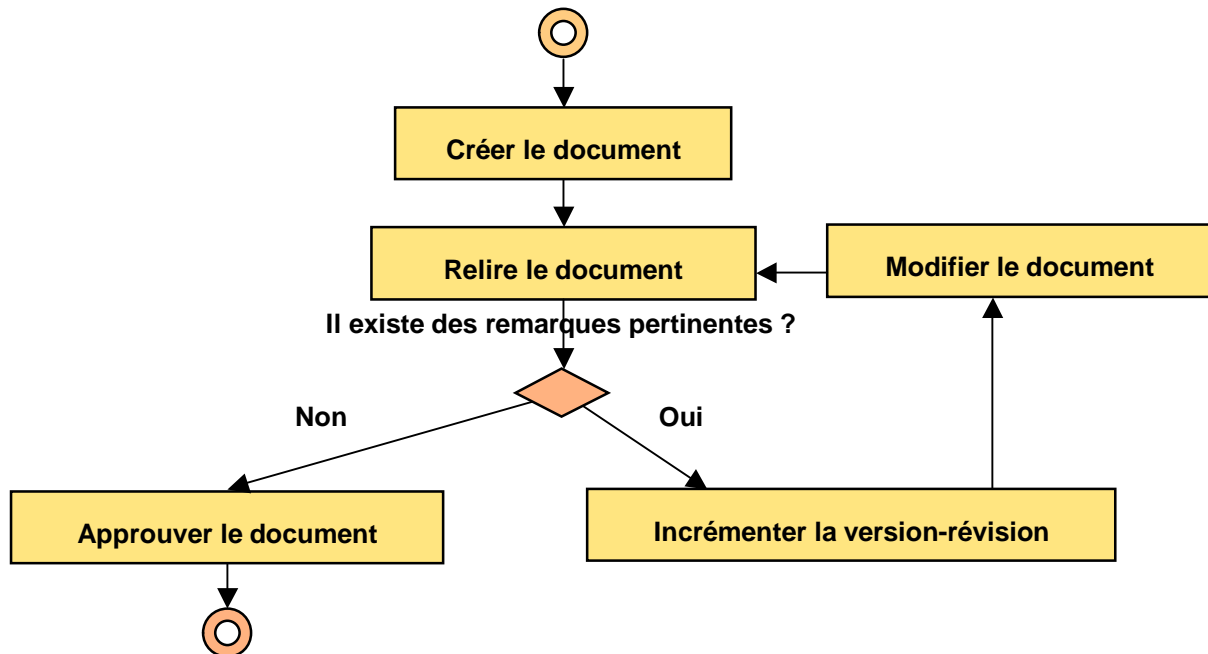 Créer le document
Relire le document
Modifier le document
Il existe des remarques pertinentes ?
Non
Oui
Approuver le document
Incrémenter la version-révision